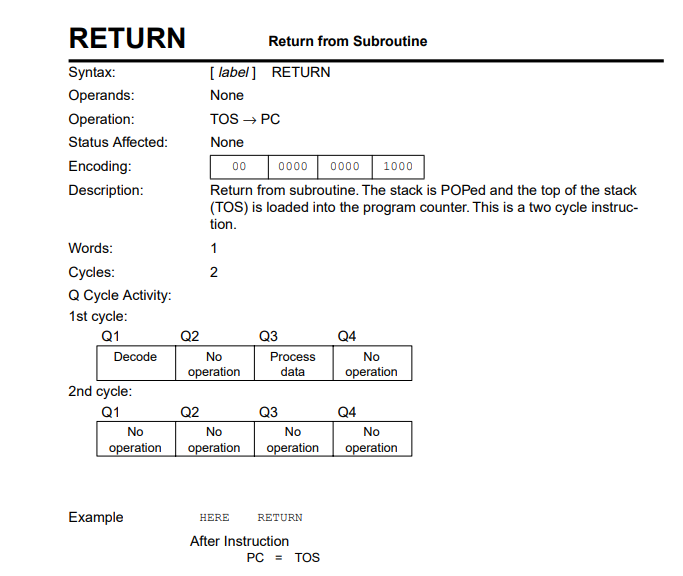 RETURN Return from Subroutine
Syntax: [ label ] RETURN
Operands: None
Operation: TOS → PC
Status Affected: None
Encoding: 00 0000 0000 1000
Description: Return from subroutine. The stack is POPed and the top of the stack
(TOS) is loaded into the program counter. This is a two cycle instruc-
tion.
Words: 1
Cycles: 2
Q Cycle Activity:
1st cycle:
Q1 Q2 Q3 Q4
Decode No Process No
operation data operation
2nd cycle:
Q1 Q2 Q3 Q4
No No No No
operation operation operation operation
Example HERE RETURN
After Instruction
PC = TOS